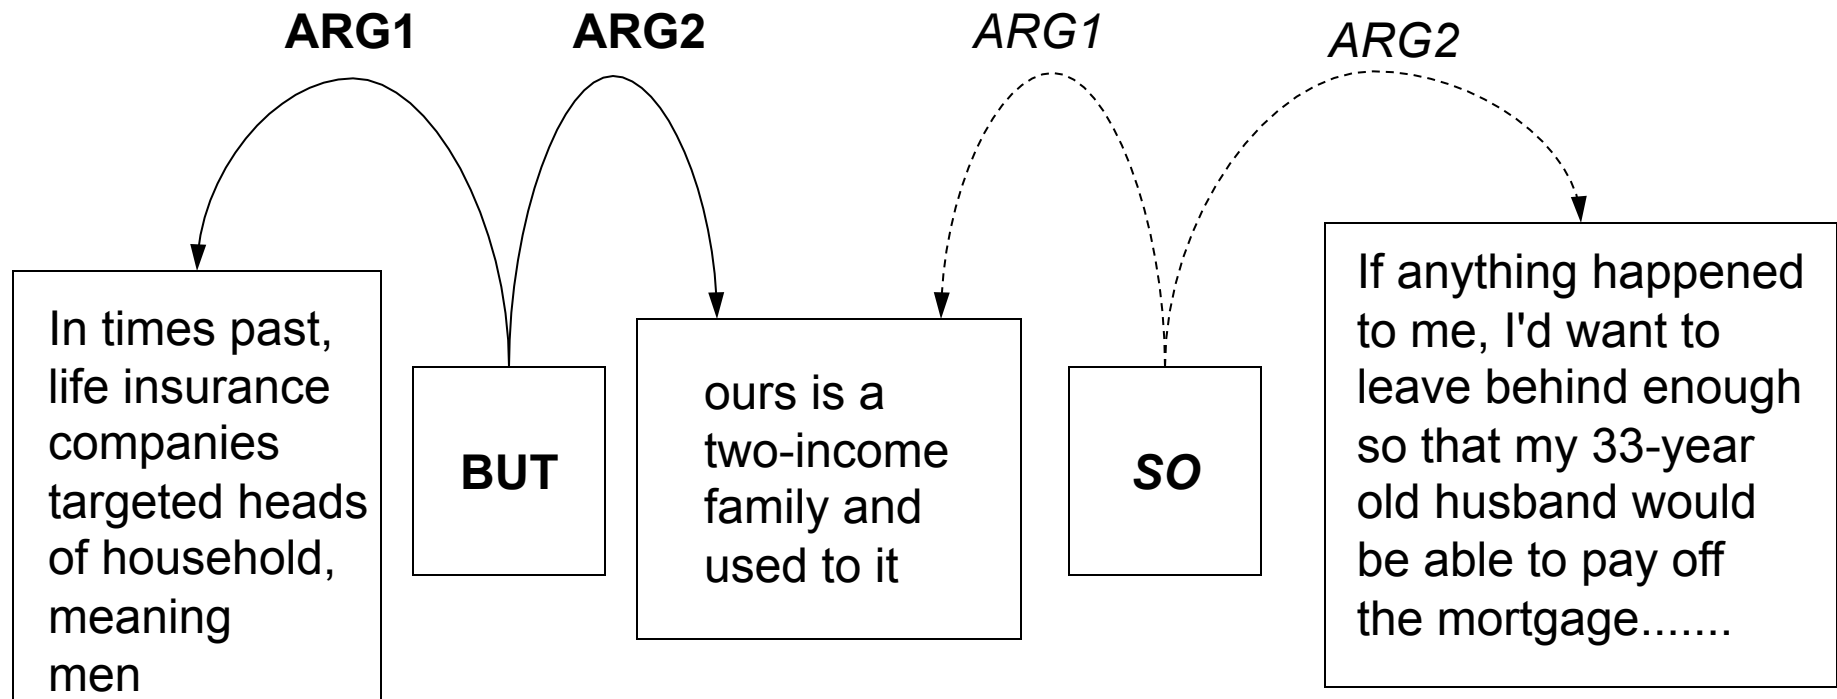 ARG1
ARG2
ARG1
ARG2
In times past,
life insurance
companies
targeted heads
of household,
meaning
men
BUT
ours is a
two-income
family and
used to it
SO
If anything happened
to me, I'd want to
leave behind enough
so that my 33-year
old husband would
be able to pay off
the mortgage.......